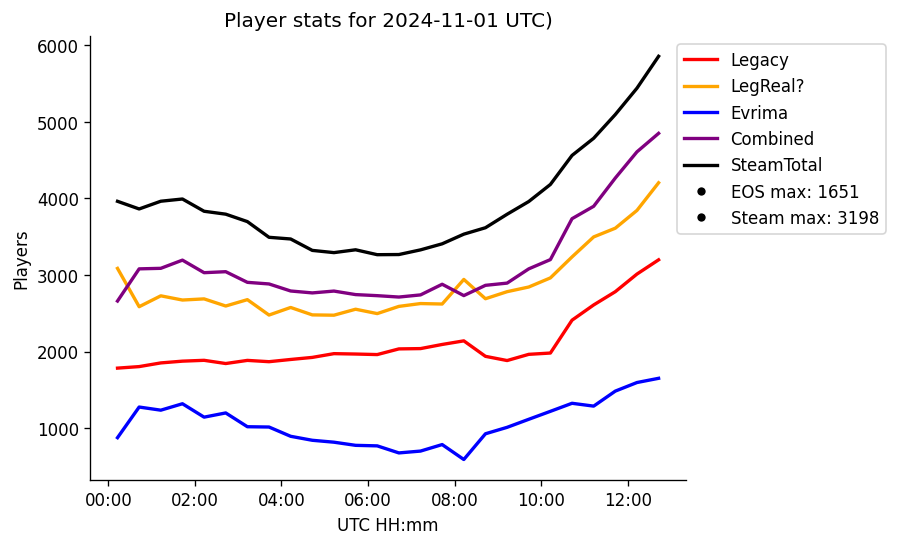 Player stats for 2024-11-01 UTC)
6000
5000
4000
3000
2000
1000
Players
00:00 02:00 04:00 06:00 08:00 10:00 12:00
UTC HH:mm
Legacy
LegReal?
Evrima
Combined
SteamTotal
EOS max: 1651
Steam max: 3198